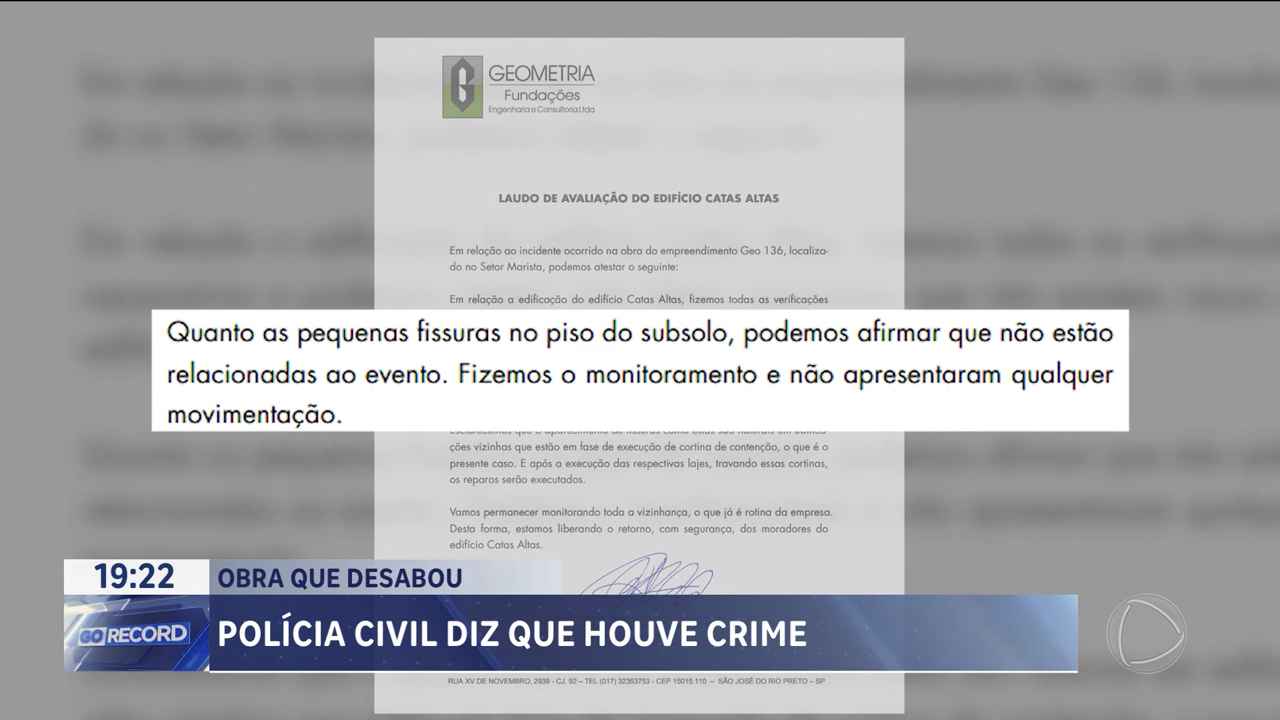 GEOMETRIA
Fundações
Engenharia e Consultoria Ltda
LAUDO DE AVALIAÇÃO DO EDIFÍCIO CATAS ALTAS
Em relação ao incidente ocorrido na obra do empreendimento Geo 136, localiza-
do no Setor Marista, podemos atestar o seguinte:
Em relação a edificação do edifício Catas Altas, fizemos todas as verificações
Quanto as pequenas fissuras no piso do subsolo, podemos afirmar que não estão
relacionadas ao evento. Fizemos o monitoramento e não apresentaram qualquer
movimentação.
ções vizinhas que estão em fase de execução de cortina de contenção, o que é o
presente caso. E após a execução das respectivas lajes, travando essas cortinas,
os reparos serão executados.
Vamos permanecer monitorando toda a vizinhança, o que já é rotina da empresa.
Desta forma, estamos liberando o retorno, com segurança, dos moradores do
edifício Catas Altas.
19:22 OBRA QUE DESABOU
GO RECORD POLÍCIA CIVIL DIZ QUE HOUVE CRIME
RUA XV DE NOVEMBRO, 2939 - CJ. 92 – TEL (017) 32353753 - CEP 15015.110 – SÃO JOSÉ DO RIO PRETO – SP